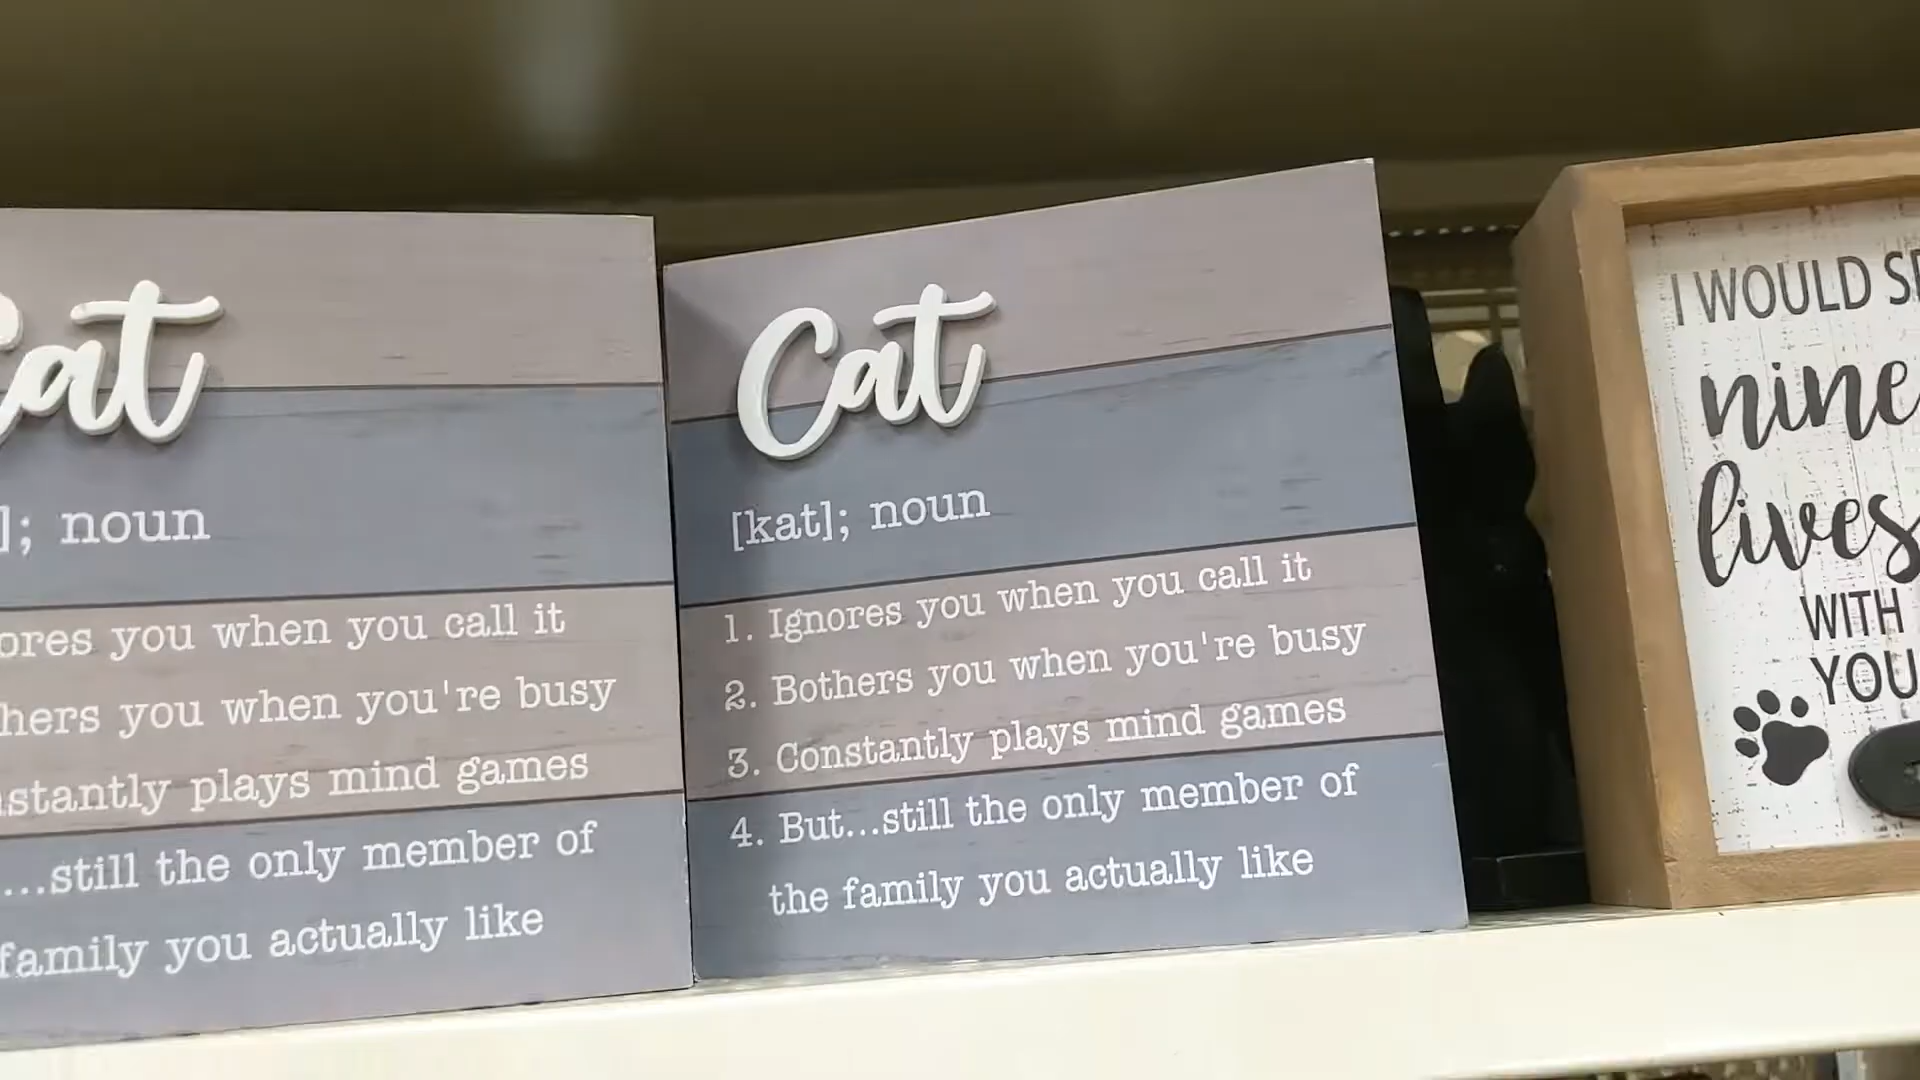 Cat
]; noun
you when you call it
you when you're busy
plays mind games
...still the only member of
family you actually like
Cat
[kat]; noun
1. Ignores you when you call it
2. Bothers you when you're busy
3. Constantly plays mind games
4. But...still the only member of
the family you actually like
I WOULD
nine
lives
WITH
YOU